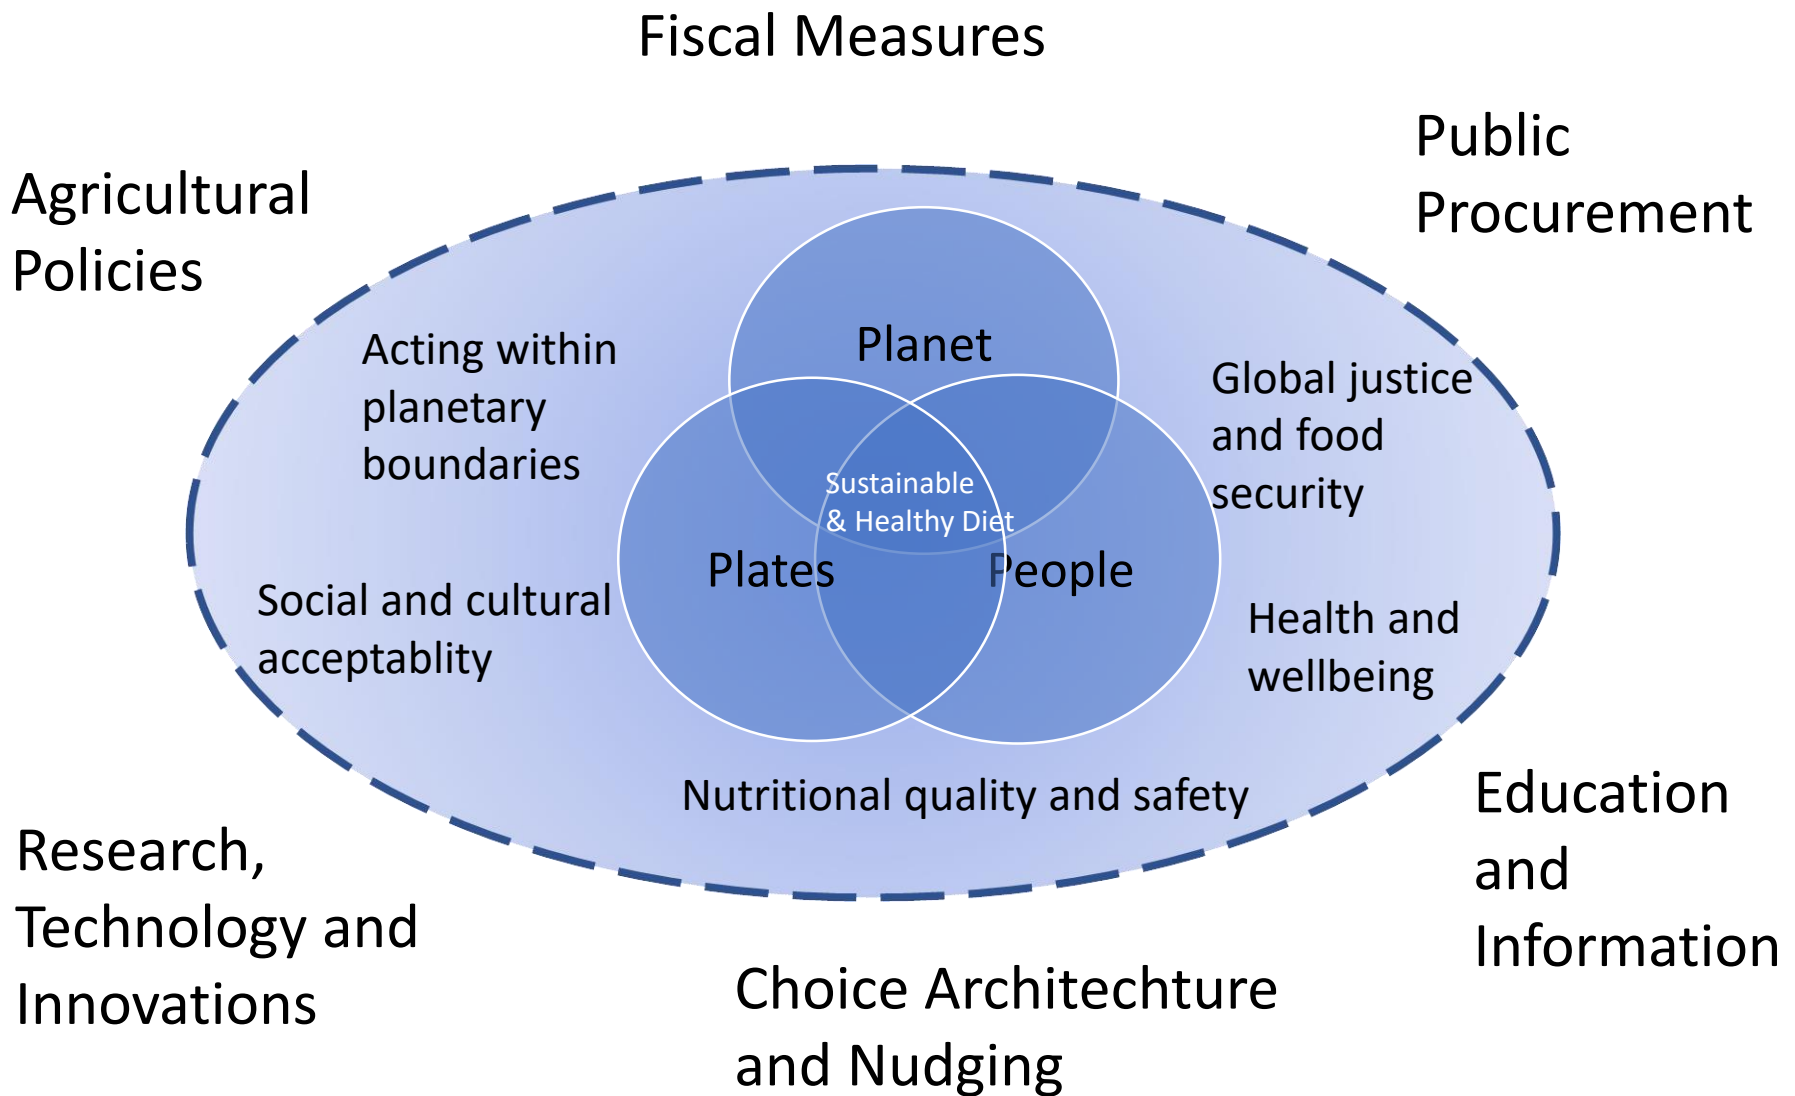 Fiscal Measures
Public
Procurement
Agricultural
Policies
Acting within
planetary
boundaries
Planet
Global justice
and food
security
Sustainable
& Healthy Diet
Plates
People
Social and cultural
acceptablity
Health and
wellbeing
Nutritional quality and safety
Education
and
Information
Research,
Technology and
Innovations
Choice Architechture
and Nudging